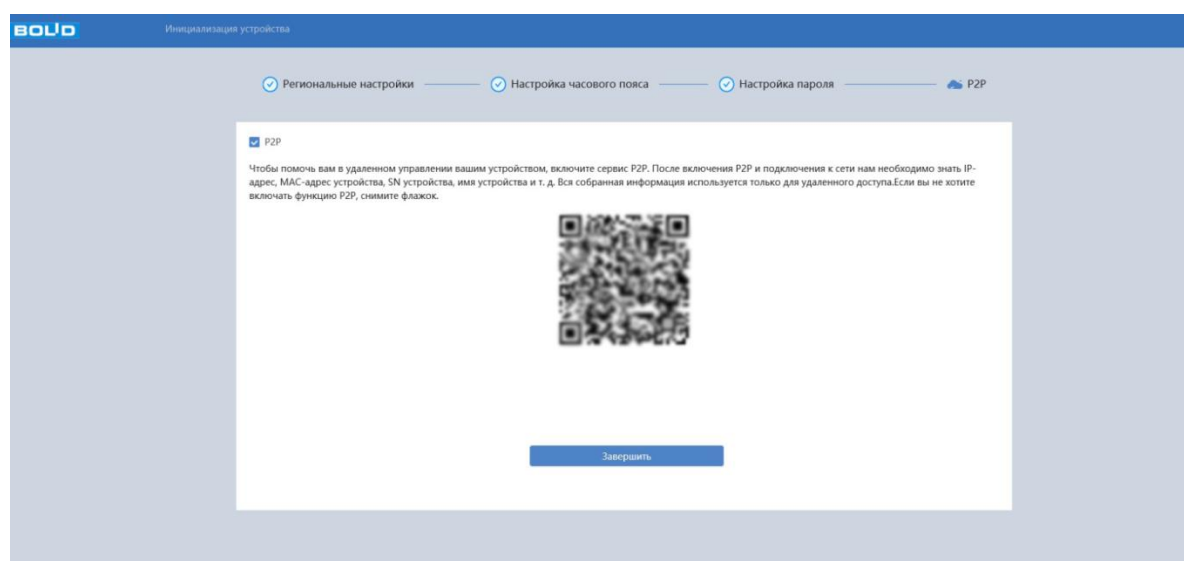 BOLID
Инициализация устройства
Региональные настройки Настройка часового пояса Настройка пароля P2P
P2P
Чтобы помочь вам в удаленном управлении вашим устройством, включите сервис P2P. После включения P2P и подключения к сети нам необходимо знать IP-
адрес, MAC-адрес устройства, SN устройства, имя устройства и т. д. Вся собранная информация используется только для удаленного доступа.Если вы не хотите
включать функцию P2P, снимите флажок.
Завершить